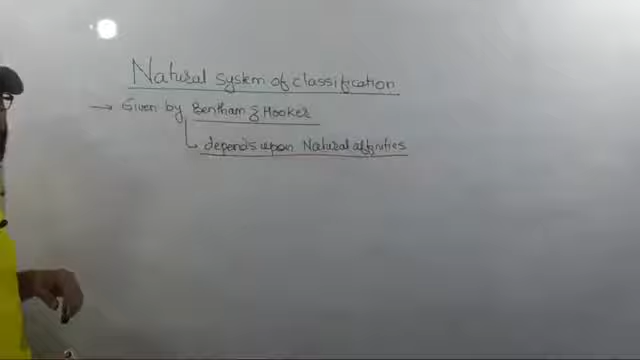 Natural system of classification
→ Given by Bentham & Hooker
depends upon Natural affinities